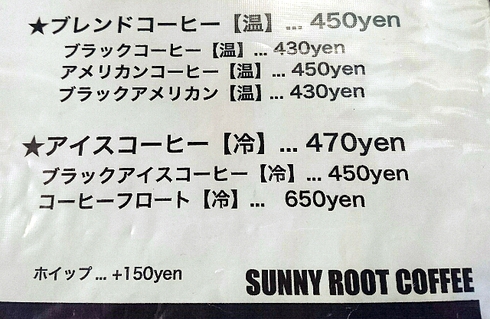 ★ブレンドコーヒー【温】... 450yen
ブラックコーヒー【温】... 430yen
アメリカンコーヒー【温】... 450yen
ブラックアメリカン【温】... 430yen
★アイスコーヒー【冷】... 470yen
ブラックアイスコーヒー【冷】... 450yen
コーヒーフロート【冷】... 650yen
ホイップ... +150yen
SUNNY ROOT COFFEE